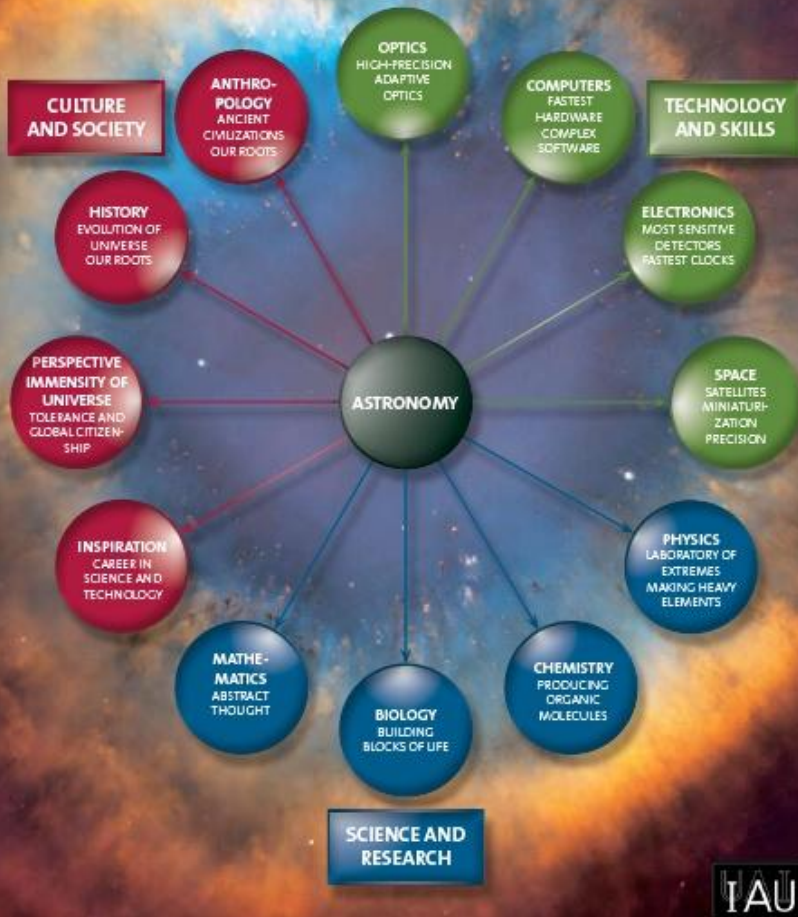 CULTURE
AND SOCIETY
ANTHRO-
POLOGY
ANCIENT
CIVILIZATIONS
OUR ROOTS
OPTICS
HIGH-PRECISION
ADAPTIVE
OPTICS
COMPUTERS
FASTEST
HARDWARE
COMPLEX
SOFTWARE
TECHNOLOGY
AND SKILLS
HISTORY
EVOLUTION OF
UNIVERSE
OUR ROOTS
ELECTRONICS
MOST SENSITIVE
DETECTORS
FASTEST CLOCKS
PERSPECTIVE
IMMENSITY OF
UNIVERSE
TOLERANCE AND
GLOBAL CITIZEN-
SHIP
ASTRONOMY
SPACE
SATELLITES
MINIATURI-
ZATION
PRECISION
INSPIRATION
CAREER IN
SCIENCE AND
TECHNOLOGY
PHYSICS
LABORATORY OF
EXTREMES
MAKING HEAVY
ELEMENTS
MATHE-
MATICS
ABSTRACT
THOUGHT
BIOLOGY
BUILDING
BLOCKS OF LIFE
CHEMISTRY
PRODUCING
ORGANIC
MOLECULES
SCIENCE AND
RESEARCH
IAU